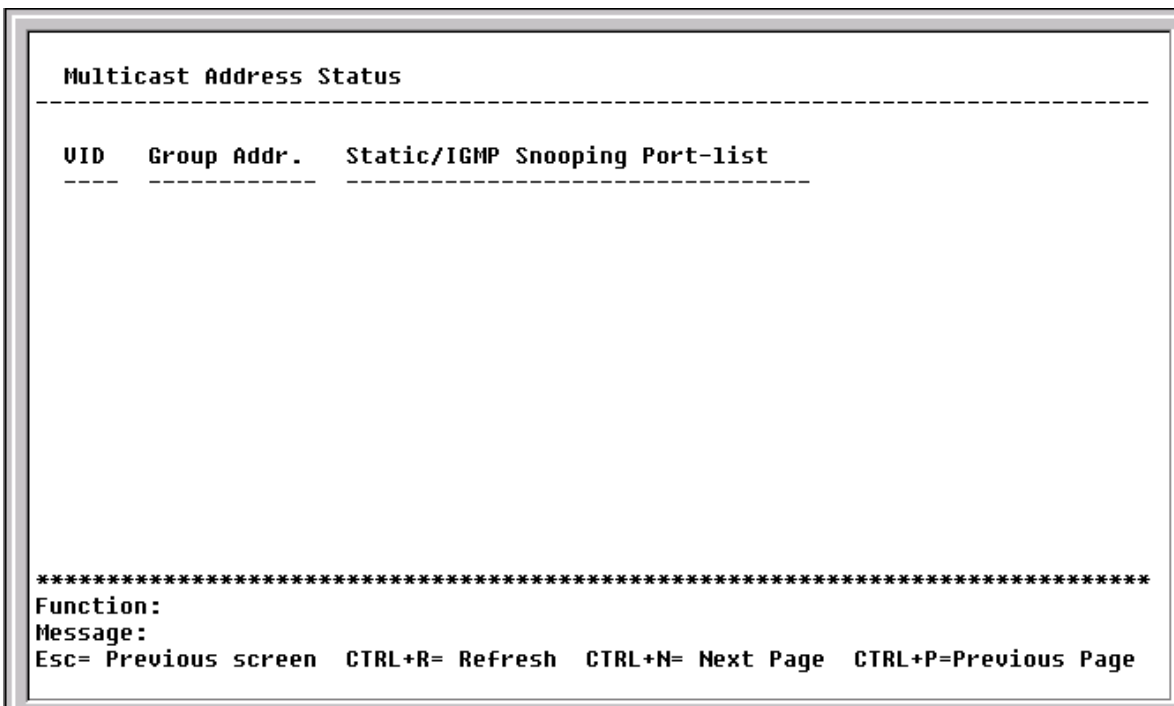 Multicast Address Status
-------------------------------------------------------------------------------
VID   Group Addr.   Static/IGMP Snooping Port-list
----  ------------  ---------------------------------
*******************************************************************************
Function:
Message:
Esc= Previous screen  CTRL+R= Refresh  CTRL+N= Next Page  CTRL+P=Previous Page